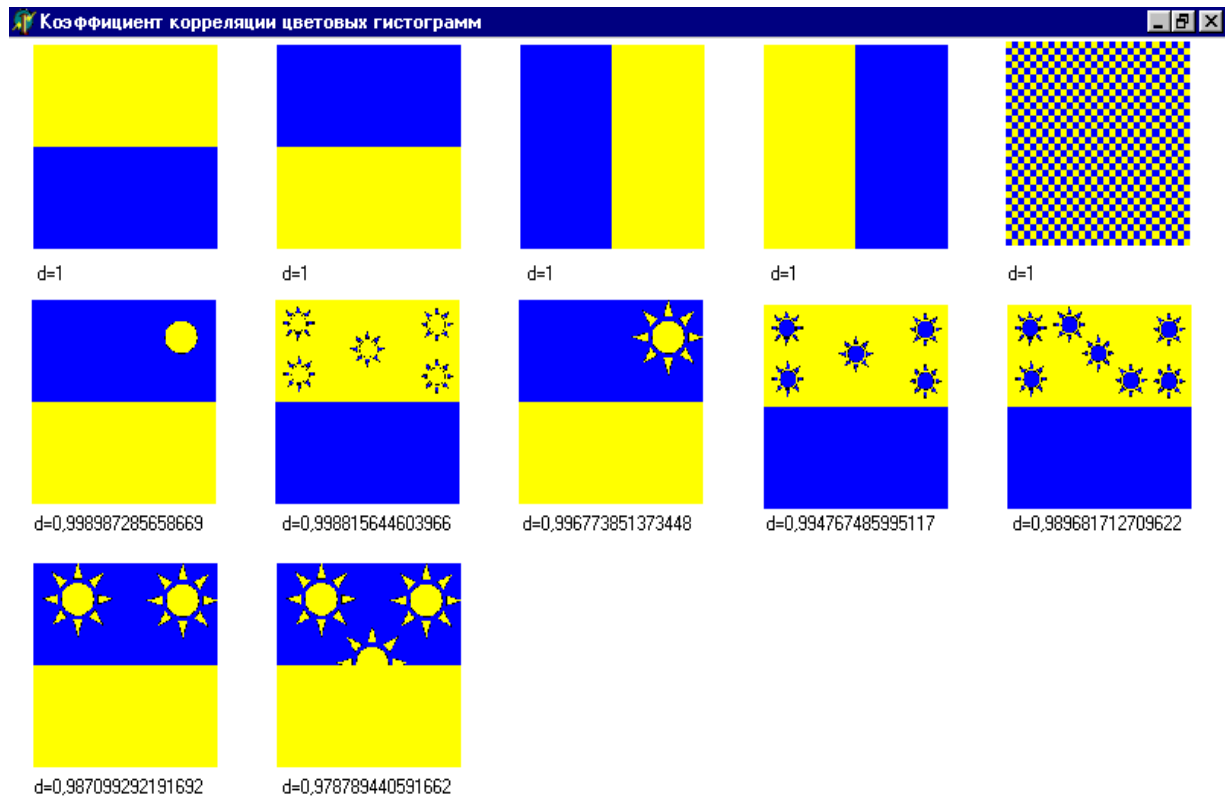 Коэффициент корреляции цветовых гистограмм
d=1
d=1
d=1
d=1
d=1
d=0,998987285658669
d=0,998815644603966
d=0,996773851373448
d=0,994767485995117
d=0,989681712709622
d=0,987099292191692
d=0,978789440591662